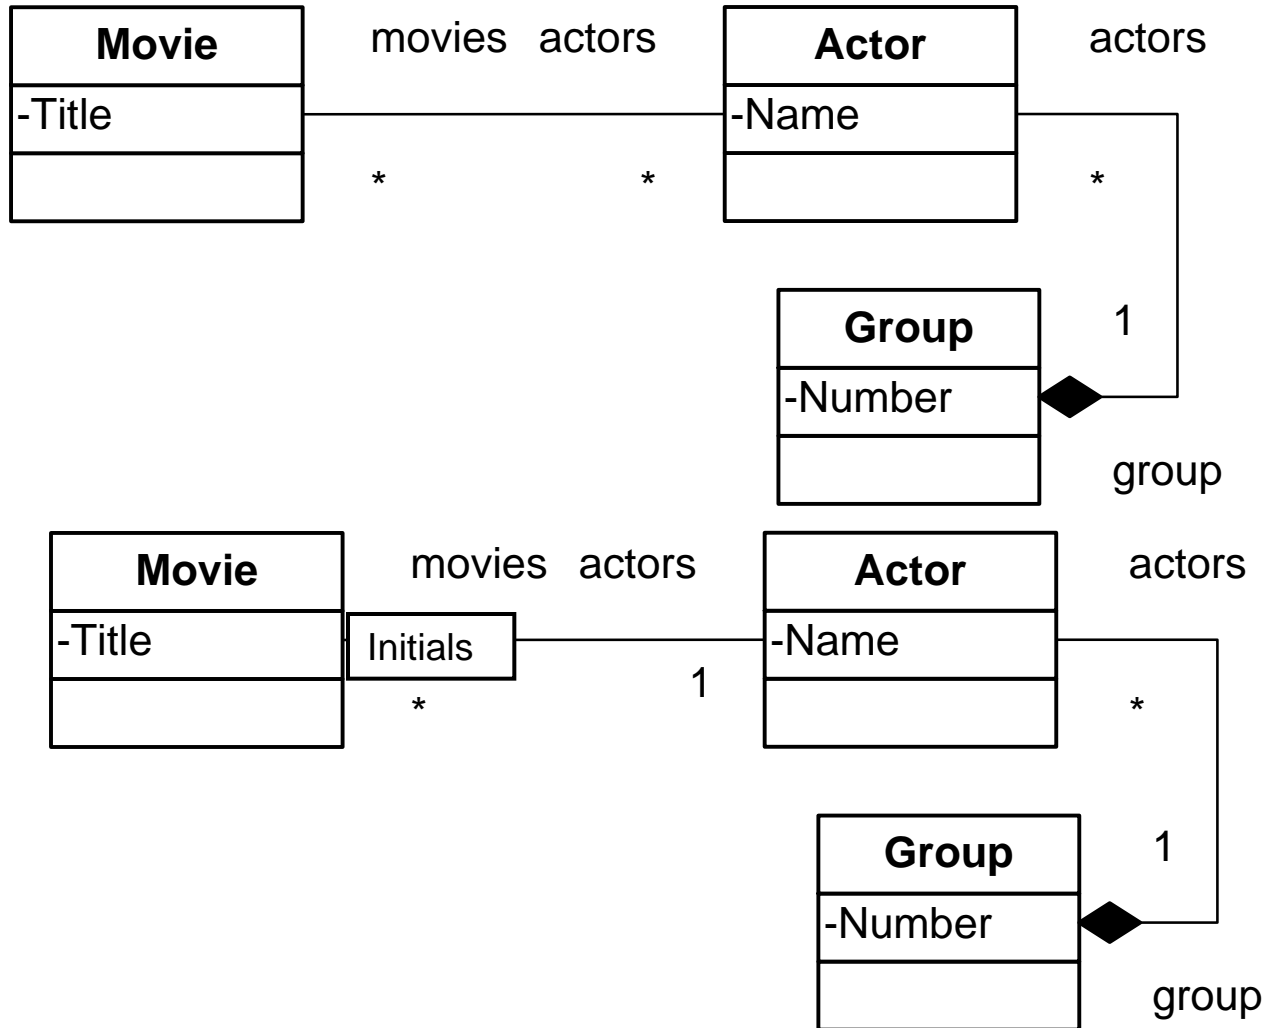 Movie movies actors Actor actors
-Title -Name
* * *
Group 1
-Number
group
Movie movies actors Actor actors
-Title Initials -Name
* 1 *
Group 1
-Number
group